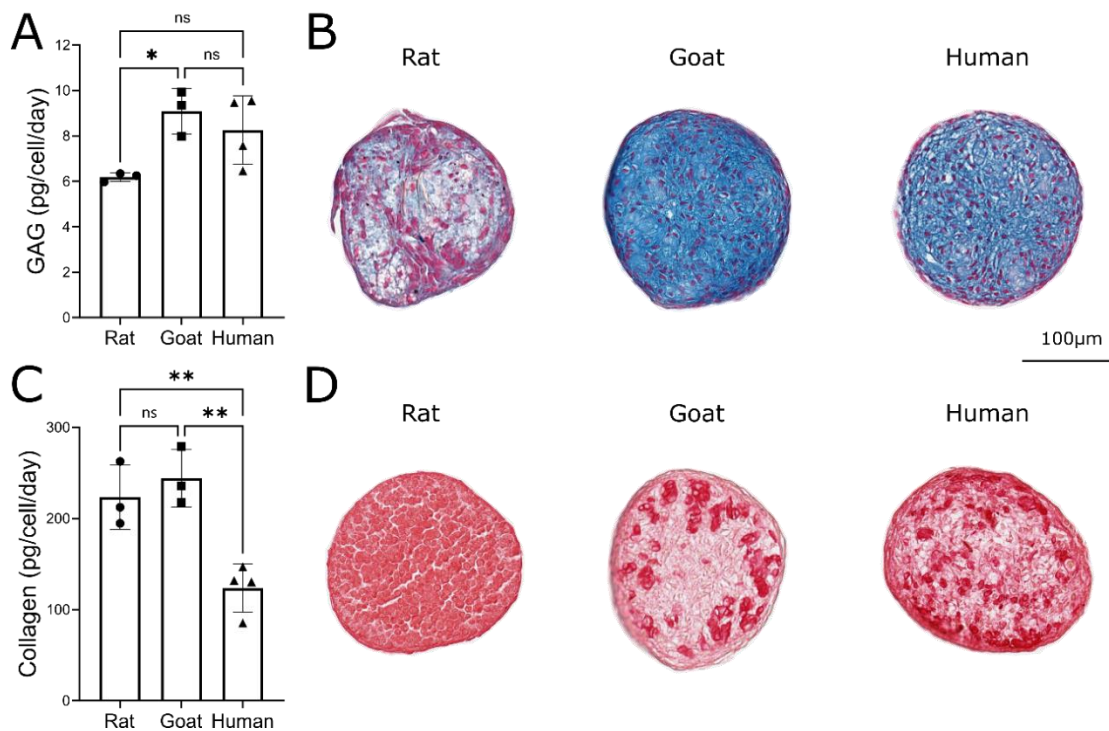 A
ns
* ns
GAG (pg/cell/day)
12
10
8
6
4
2
0
Rat Goat Human
B
Rat Goat Human
100µm
C
**
ns **
Collagen (pg/cell/day)
300
200
100
0
Rat Goat Human
D
Rat Goat Human